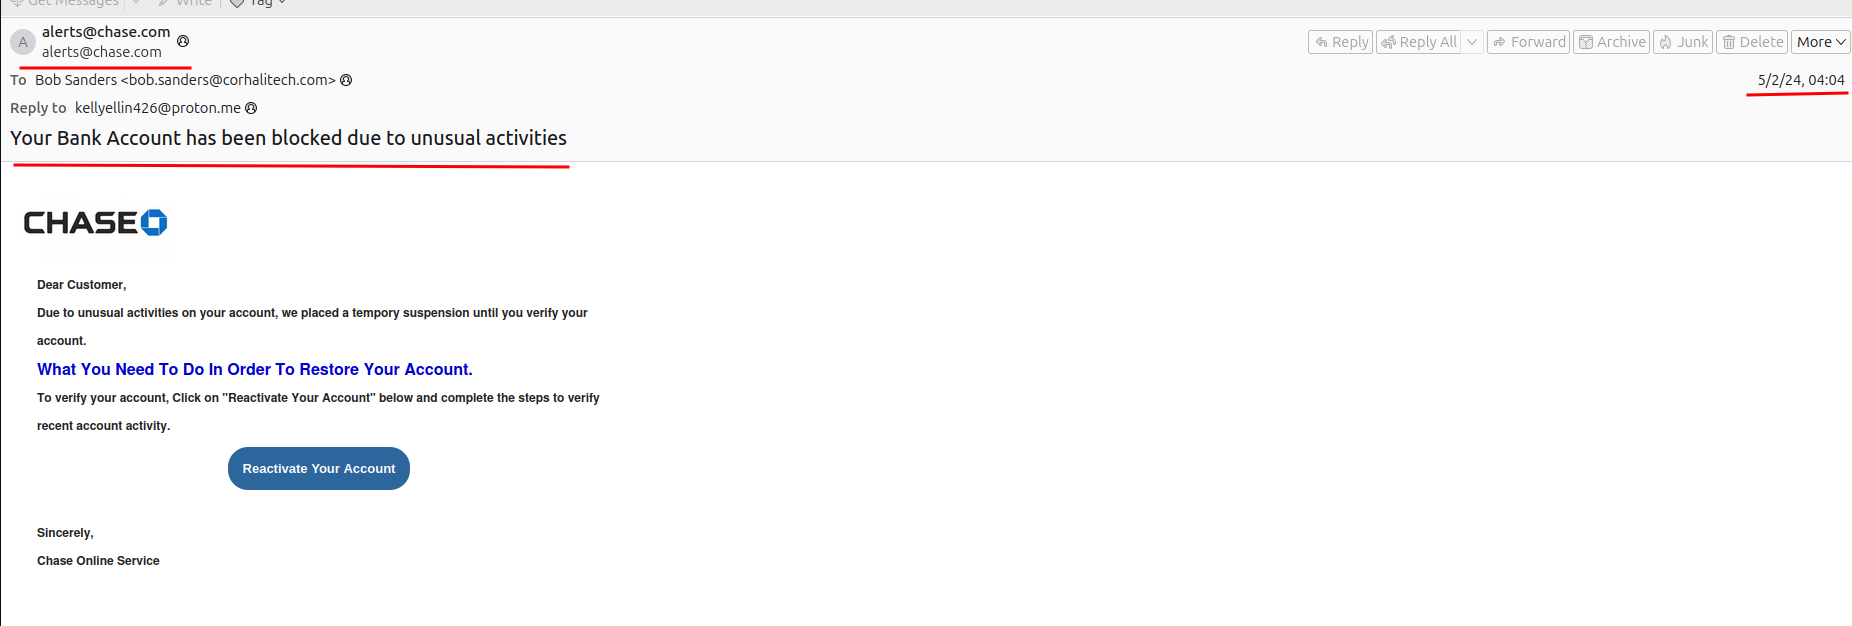 Get Messages Write Tag
A alerts@chase.com
alerts@chase.com
Reply Reply All Forward Archive Junk Delete More
To Bob Sanders <bob.sanders@corhalitech.com>
5/2/24, 04:04
Reply to kellyellin426@proton.me
Your Bank Account has been blocked due to unusual activities
CHASE
Dear Customer,
Due to unusual activities on your account, we placed a tempory suspension until you verify your
account.
What You Need To Do In Order To Restore Your Account.
To verify your account, Click on "Reactivate Your Account" below and complete the steps to verify
recent account activity.
Reactivate Your Account
Sincerely,
Chase Online Service